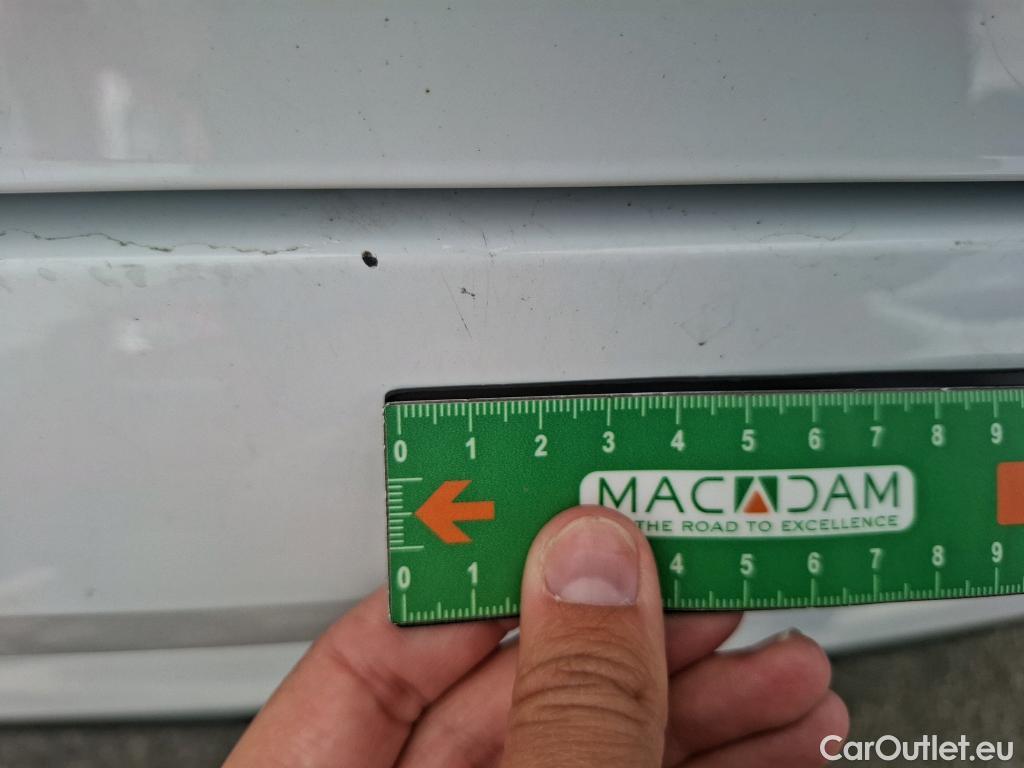 0 1 2 3 4 5 6 7 8 9
MACADAM
THE ROAD TO EXCELLENCE
0 1 4 5 6 7 8 9
CarOutlet.eu